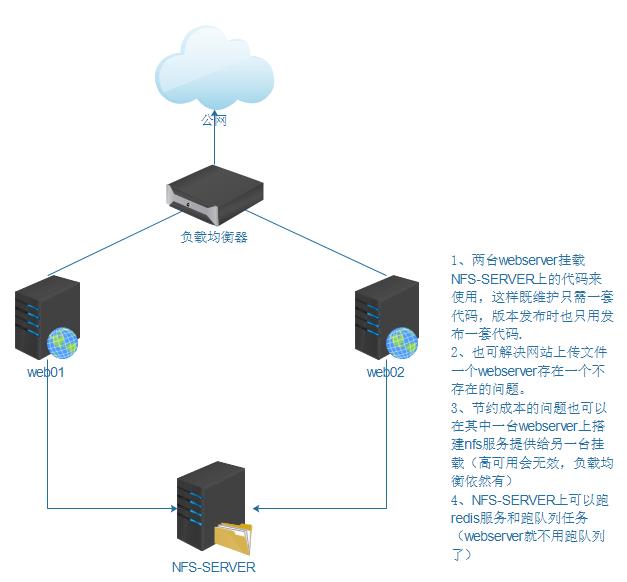 公网
负载均衡器
web01
web02
NFS-SERVER
1、两台webserver挂载
NFS-SERVER上的代码来
使用，这样既维护只需一套
代码，版本发布时也只用发
布一套代码.
2、也可解决网站上传文件
一个webserver存在一个不
存在的问题。
3、节约成本的问题也可以
在其中一台webserver上搭
建nfs服务提供给另一台挂
载（高可用会无效，负载均
衡依然有）
4、NFS-SERVER上可以跑
redis服务和跑队列任务
（webserver就不用跑队列
了）